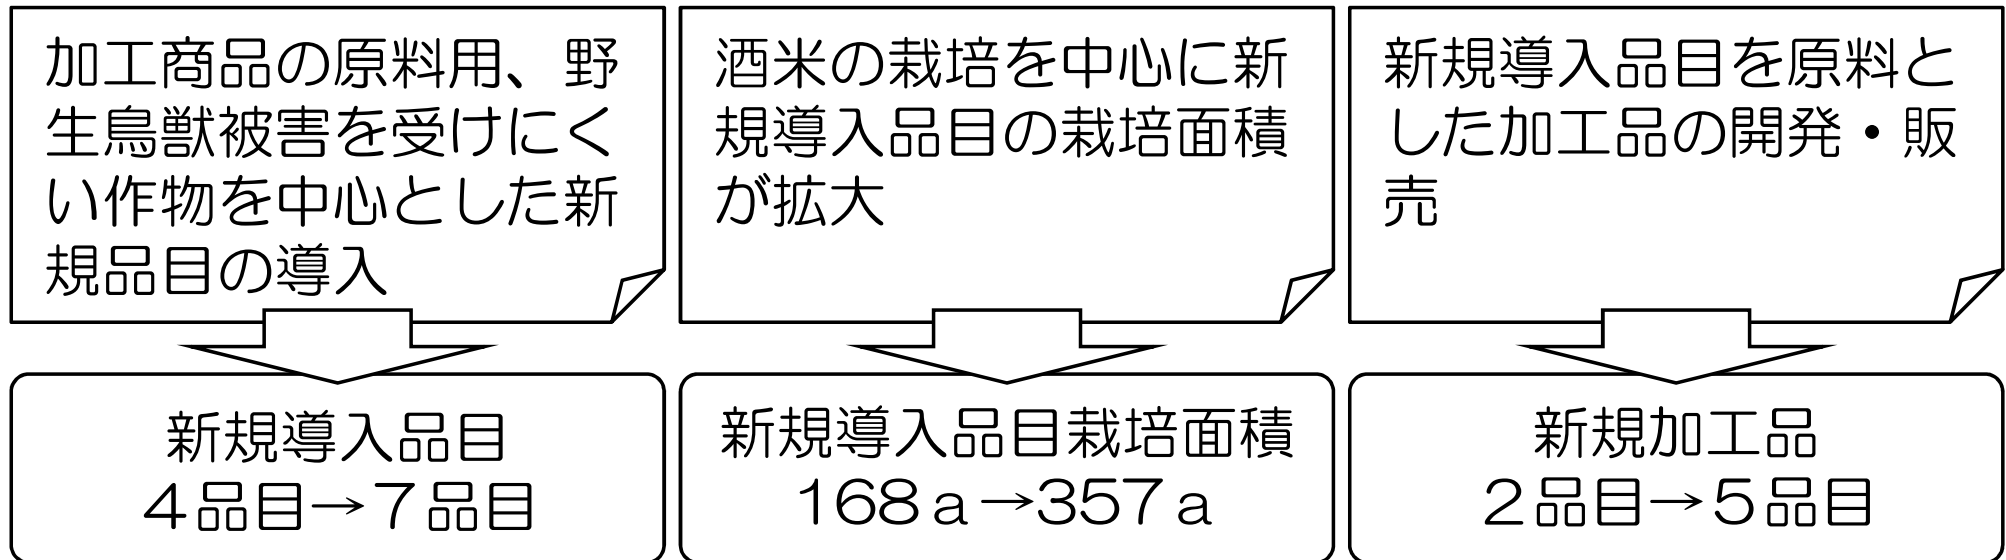 加工商品の原料用、野
生鳥獣被害を受けにく
い作物を中心とした新
規品目の導入
酒米の栽培を中心に新
規導入品目の栽培面積
が拡大
新規導入品目を原料と
した加工品の開発・販
売
新規導入品目
４品目→７品目
新規導入品目栽培面積
168ａ→357ａ
新規加工品
２品目→５品目